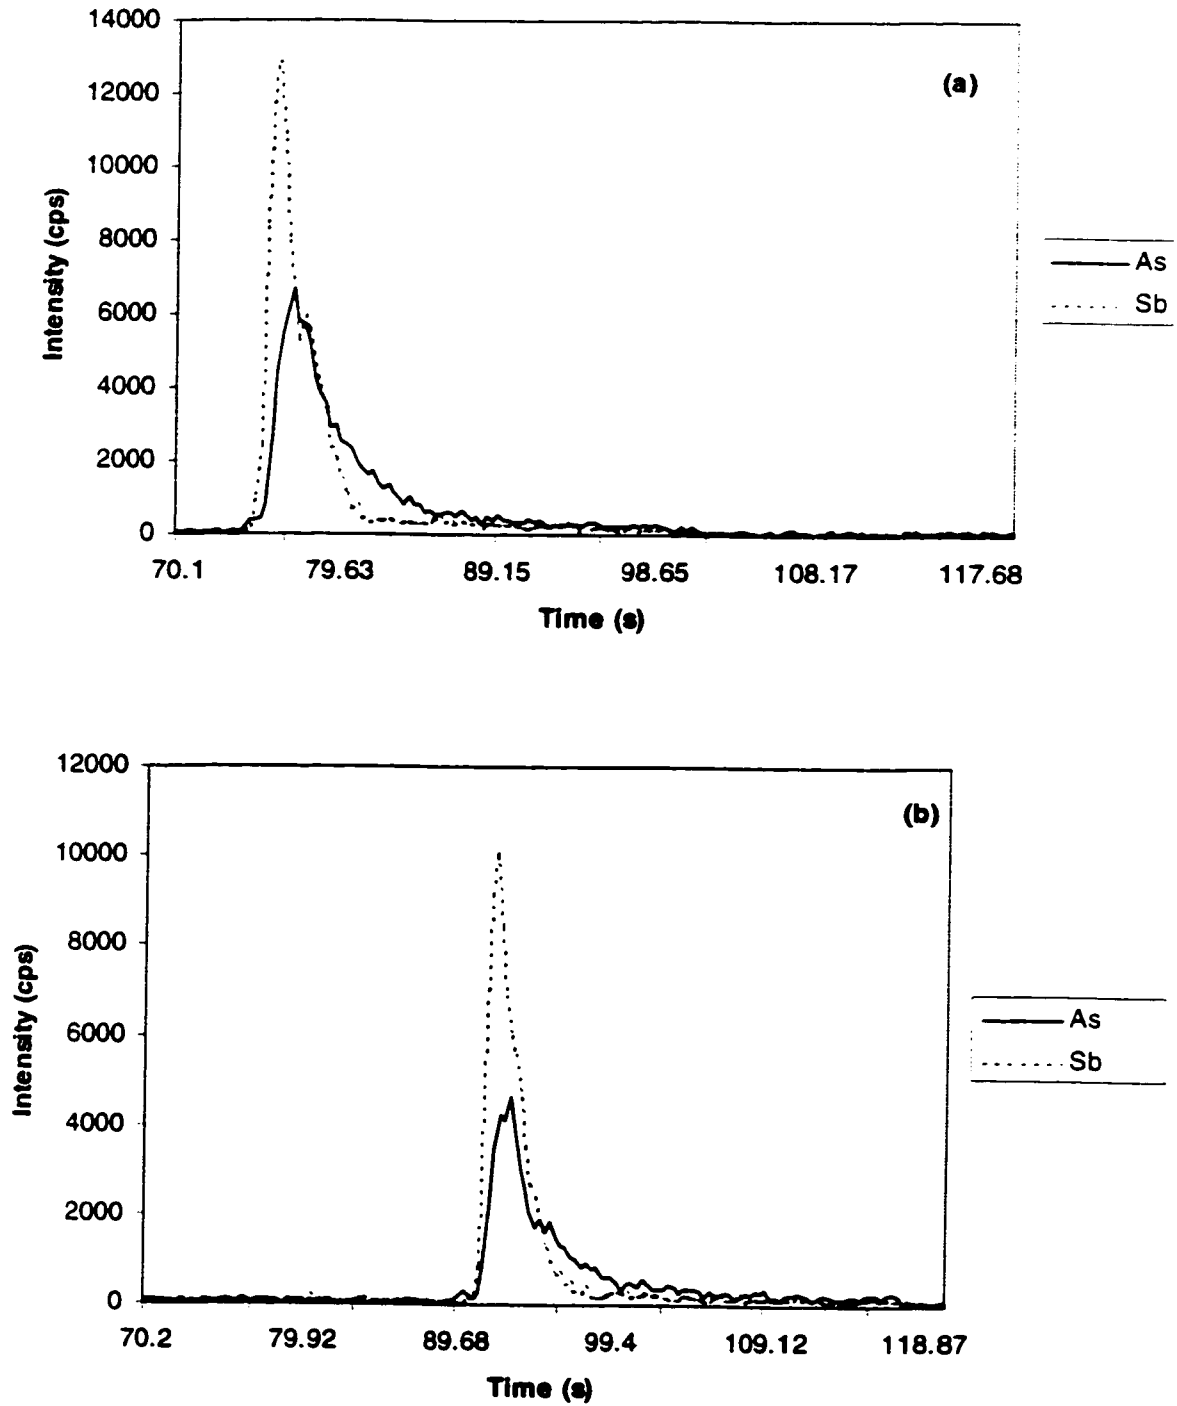 14000
(a)
12000
10000
8000
6000
4000
2000
0
Intensity (cps)
As
Sb
70.1 79.63 89.15 98.65 108.17 117.68
Time (s)
12000
(b)
10000
8000
6000
4000
2000
0
Intensity (cps)
As
Sb
70.2 79.92 89.68 99.4 109.12 118.87
Time (s)